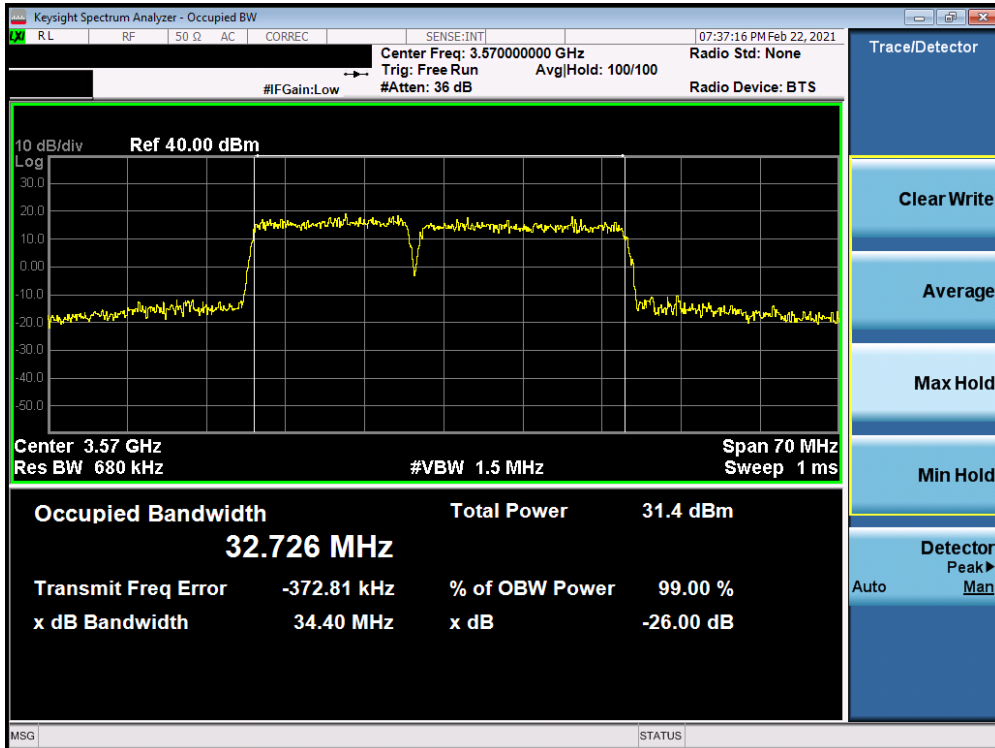 Keysight Spectrum Analyzer - Occupied BW
LXI RL RF 50 Ω AC CORREC SENSE:INT 07:37:16 PM Feb 22, 2021
Center Freq: 3.570000000 GHz Radio Std: None
Trig: Free Run Avg|Hold: 100/100
#IFGain:Low #Atten: 36 dB Radio Device: BTS
10 dB/div Ref 40.00 dBm
Log
30.0
20.0
10.0
0.00
-10.0
-20.0
-30.0
-40.0
-50.0
Center 3.57 GHz Span 70 MHz
Res BW 680 kHz #VBW 1.5 MHz Sweep 1 ms
Occupied Bandwidth Total Power 31.4 dBm
32.726 MHz
Transmit Freq Error -372.81 kHz % of OBW Power 99.00 %
x dB Bandwidth 34.40 MHz x dB -26.00 dB
MSG STATUS
Trace/Detector
Clear Write
Average
Max Hold
Min Hold
Detector
Peak▶
Auto Man